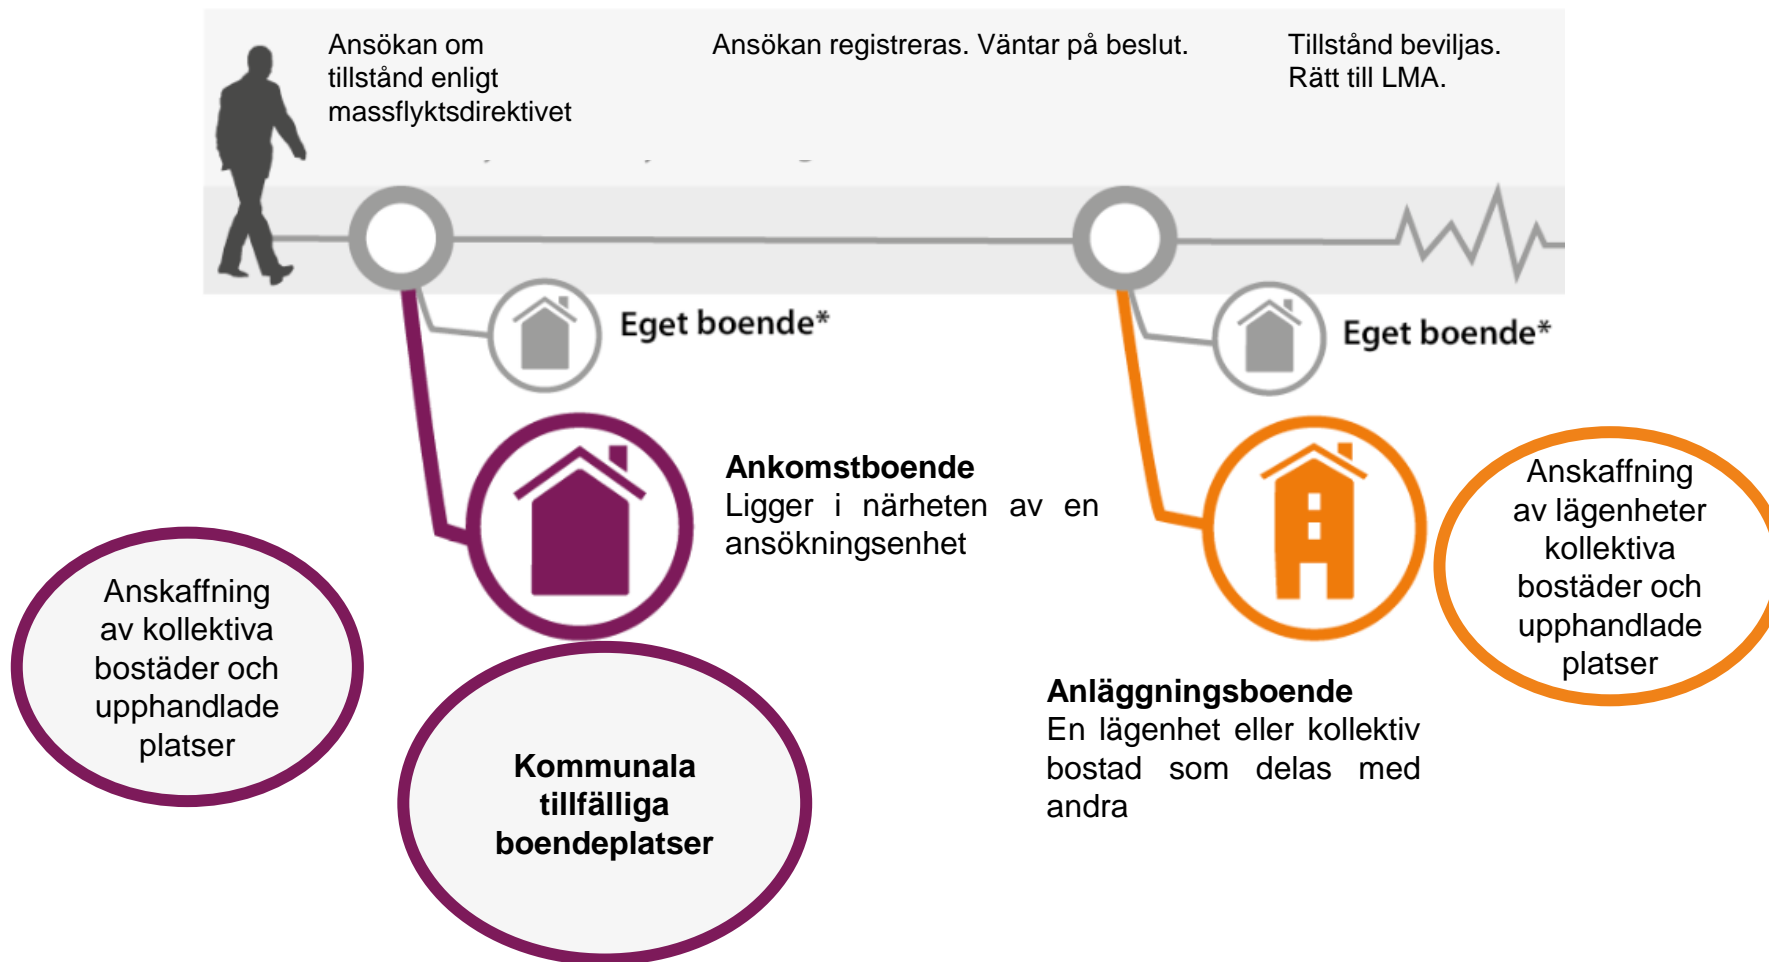 Ansökan om
tillstånd enligt
massflyktsdirektivet
Ansökan registreras. Väntar på beslut.
Tillstånd beviljas.
Rätt till LMA.
Eget boende*
Eget boende*
Ankomstboende
Ligger i närheten av en
ansökningsenhet
Anskaffning
av lägenheter
kollektiva
bostäder och
upphandlade
platser
Anskaffning
av kollektiva
bostäder och
upphandlade
platser
Anläggningsboende
En lägenhet eller kollektiv
bostad som delas med
andra
Kommunala
tillfälliga
boendeplatser